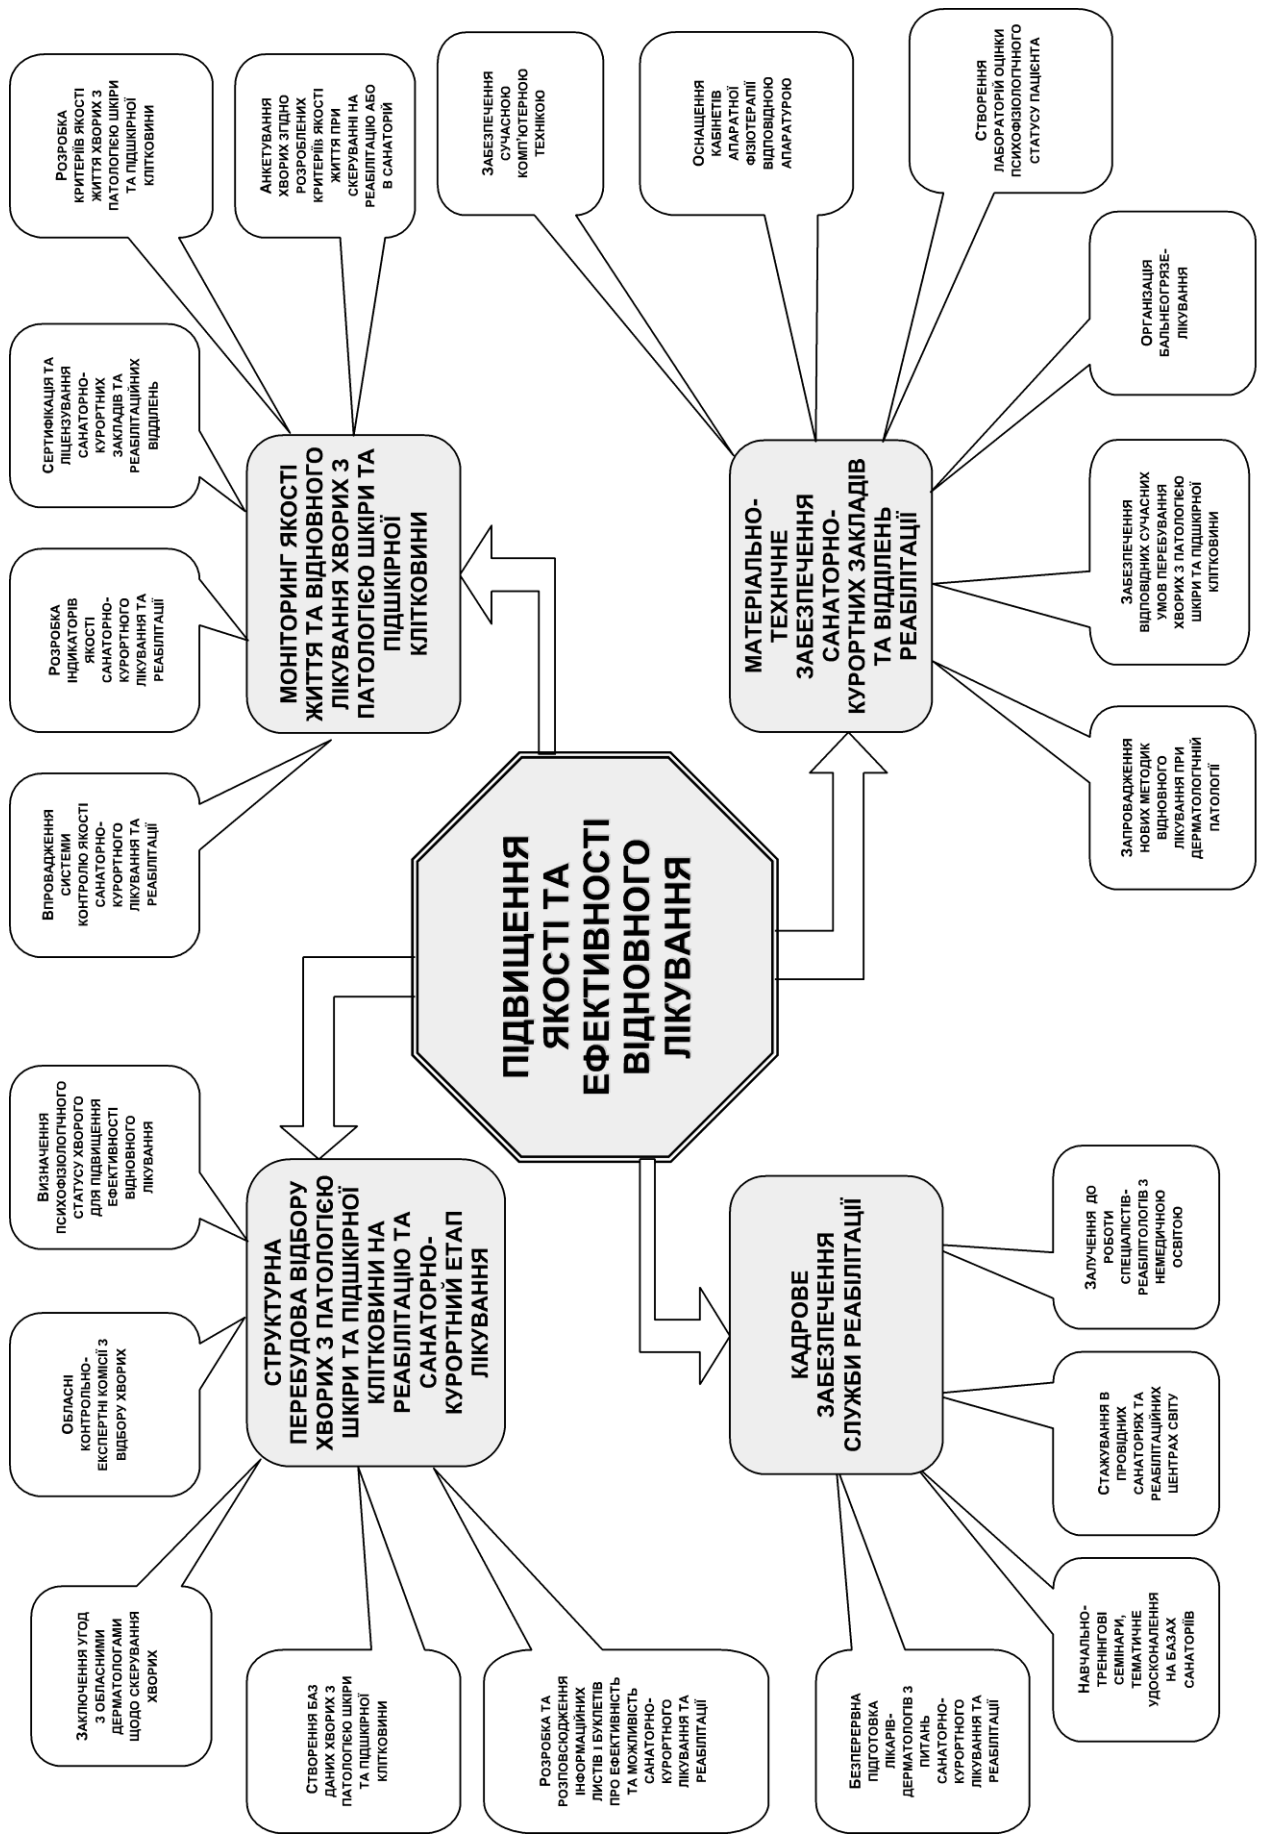 ЗАКЛЮЧЕННЯ УГОД
З ОБЛАСНИМИ
ДЕРМАТОЛОГАМИ
ЩОДО СКЕРУВАННЯ
ХВОРИХ
ОБЛАСНІ
КОНТРОЛЬНО-
ЕКСПЕРТНІ КОМІСІЇ З
ВІДБОРУ ХВОРИХ
ВИЗНАЧЕННЯ
ПСИХОФІЗІОЛОГІЧНОГО
СТАТУСУ ХВОРОГО
ДЛЯ ПІДВИЩЕННЯ
ЕФЕКТИВНОСТІ
ВІДНОВНОГО
ЛІКУВАННЯ
ВПРОВАДЖЕННЯ
СИСТЕМИ
КОНТРОЛЮ ЯКОСТІ
САНАТОРНО-
КУРОРТНОГО
ЛІКУВАННЯ ТА
РЕАБІЛІТАЦІЇ
РОЗРОБКА
ІНДИКАТОРІВ
ЯКОСТІ
САНАТОРНО-
КУРОРТНОГО
ЛІКУВАННЯ ТА
РЕАБІЛІТАЦІЇ
СЕРТИФІКАЦІЯ ТА
ЛІЦЕНЗУВАННЯ
САНАТОРНО-
КУРОРТНИХ
ЗАКЛАДІВ ТА
РЕАБІЛІТАЦІЙНИХ
ВІДДІЛЕНЬ
РОЗРОБКА
КРИТЕРІЇВ ЯКОСТІ
ЖИТТЯ ХВОРИХ З
ПАТОЛОГІЄЮ ШКІРИ
ТА ПІДШКІРНОЇ
КЛІТКОВИНИ
СТВОРЕННЯ БАЗ
ДАНИХ ХВОРИХ З
ПАТОЛОГІЄЮ ШКІРИ
ТА ПІДШКІРНОЇ
КЛІТКОВИНИ
СТРУКТУРНА
ПЕРЕБУДОВА ВІДБОРУ
ХВОРИХ З ПАТОЛОГІЄЮ
ШКІРИ ТА ПІДШКІРНОЇ
КЛІТКОВИНИ НА
РЕАБІЛІТАЦІЮ ТА
САНАТОРНО-
КУРОРТНИЙ ЕТАП
ЛІКУВАННЯ
МОНІТОРИНГ ЯКОСТІ
ЖИТТЯ ТА ВІДНОВНОГО
ЛІКУВАННЯ ХВОРИХ З
ПАТОЛОГІЄЮ ШКІРИ ТА
ПІДШКІРНОЇ
КЛІТКОВИНИ
АНКЕТУВАННЯ
ХВОРИХ ЗГІДНО
РОЗРОБЛЕНИХ
КРИТЕРІЇВ ЯКОСТІ
ЖИТТЯ ПРИ
СКЕРУВАННІ НА
РЕАБІЛІТАЦІЮ АБО
В САНАТОРІЙ
РОЗРОБКА ТА
РОЗПОВСЮДЖЕННЯ
ІНФОРМАЦІЙНИХ
ЛИСТІВ І БУКЛЕТІВ
ПРО ЕФЕКТИВНІСТЬ
ТА МОЖЛИВІСТЬ
САНАТОРНО-
КУРОРТНОГО
ЛІКУВАННЯ ТА
РЕАБІЛІТАЦІЇ
ПІДВИЩЕННЯ
ЯКОСТІ ТА
ЕФЕКТИВНОСТІ
ВІДНОВНОГО
ЛІКУВАННЯ
ЗАБЕЗПЕЧЕННЯ
СУЧАСНОЮ
КОМП'ЮТЕРНОЮ
ТЕХНІКОЮ
БЕЗПЕРЕРВНА
ПІДГОТОВКА
ЛІКАРІВ-
ДЕРМАТОЛОГІВ З
ПИТАНЬ
САНАТОРНО-
КУРОРТНОГО
ЛІКУВАННЯ ТА
РЕАБІЛІТАЦІЇ
КАДРОВЕ
ЗАБЕЗПЕЧЕННЯ
СЛУЖБИ РЕАБІЛІТАЦІЇ
МАТЕРІАЛЬНО-
ТЕХНІЧНЕ
ЗАБЕЗПЕЧЕННЯ
САНАТОРНО-
КУРОРТНИХ ЗАКЛАДІВ
ТА ВІДДІЛЕНЬ
РЕАБІЛІТАЦІЇ
ОСНАЩЕННЯ
КАБІНЕТІВ
АПАРАТНОЇ
ФІЗІОТЕРАПІЇ
ВІДПОВІДНОЮ
АПАРАТУРОЮ
НАВЧАЛЬНО-
ТРЕНІНГОВІ
СЕМІНАРИ,
ТЕМАТИЧНЕ
УДОСКОНАЛЕННЯ
НА БАЗАХ
САНАТОРІЇВ
СТАЖУВАННЯ В
ПРОВІДНИХ
САНАТОРІЯХ ТА
РЕАБІЛІТАЦІЙНИХ
ЦЕНТРАХ СВІТУ
ЗАЛУЧЕННЯ ДО
РОБОТИ
СПЕЦІАЛІСТІВ-
РЕАБІЛІТОЛОГІВ З
НЕМЕДИЧНОЮ
ОСВІТОЮ
ЗАПРОВАДЖЕННЯ
НОВИХ МЕТОДИК
ВІДНОВНОГО
ЛІКУВАННЯ ПРИ
ДЕРМАТОЛОГІЧНІЙ
ПАТОЛОГІЇ
ЗАБЕЗПЕЧЕННЯ
ВІДПОВІДНИХ СУЧАСНИХ
УМОВ ПЕРЕБУВАННЯ
ХВОРИХ З ПАТОЛОГІЄЮ
ШКІРИ ТА ПІДШКІРНОЇ
КЛІТКОВИНИ
ОРГАНІЗАЦІЯ
БАЛЬНЕОГРЯЗЕ-
ЛІКУВАННЯ
СТВОРЕННЯ
ЛАБОРАТОРІЙ ОЦІНКИ
ПСИХОФІЗІОЛОГІЧНОГО
СТАТУСУ ПАЦІЄНТА